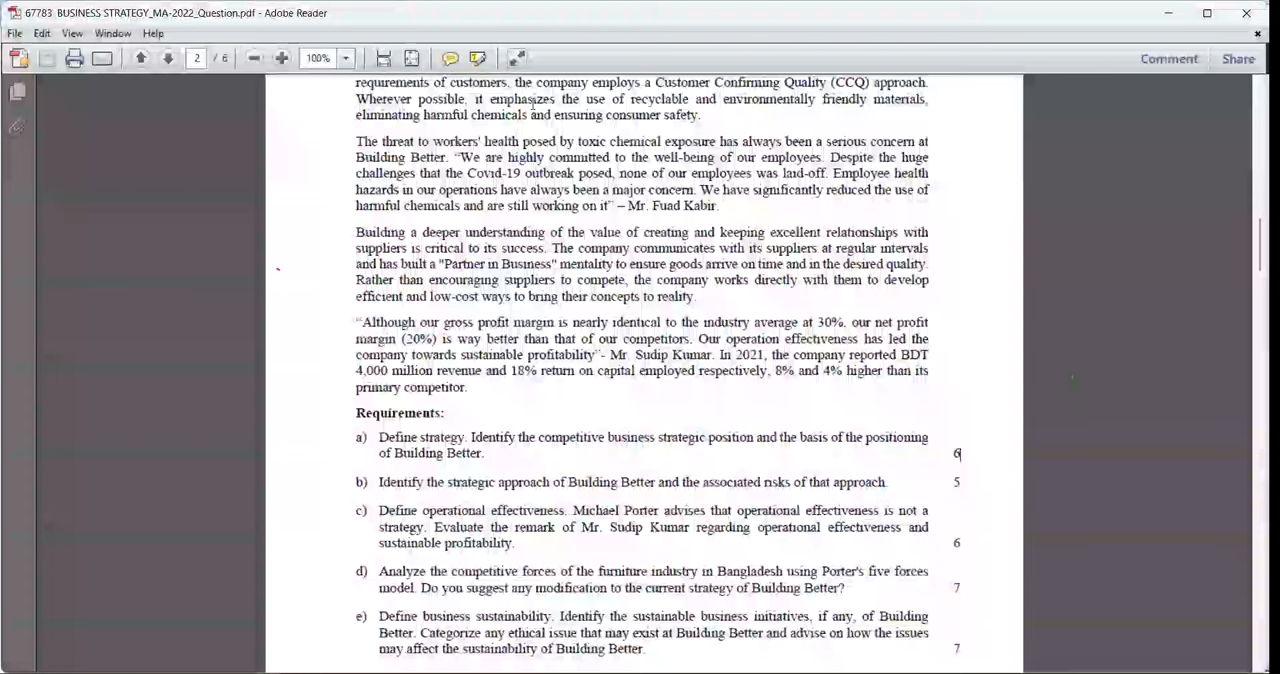 67783 BUSINESS STRATEGY_MA-2022_Question.pdf - Adobe Reader
File Edit View Window Help
2 / 6 100% Comment Share
requirements of customers, the company employs a Customer Confirming Quality (CCQ) approach.
Wherever possible, it emphasizes the use of recyclable and environmentally friendly materials,
eliminating harmful chemicals and ensuring consumer safety.
The threat to workers' health posed by toxic chemical exposure has always been a serious concern at
Building Better. "We are highly committed to the well-being of our employees. Despite the huge
challenges that the Covid-19 outbreak posed, none of our employees was laid-off. Employee health
hazards in our operations have always been a major concern. We have significantly reduced the use of
harmful chemicals and are still working on it" – Mr. Fuad Kabir.
Building a deeper understanding of the value of creating and keeping excellent relationships with
suppliers is critical to its success. The company communicates with its suppliers at regular intervals
and has built a "Partner in Business" mentality to ensure goods arrive on time and in the desired quality.
Rather than encouraging suppliers to compete, the company works directly with them to develop
efficient and low-cost ways to bring their concepts to reality.
"Although our gross profit margin is nearly identical to the industry average at 30%, our net profit
margin (20%) is way better than that of our competitors. Our operation effectiveness has led the
company towards sustainable profitability"- Mr. Sudip Kumar. In 2021, the company reported BDT
4,000 million revenue and 18% return on capital employed respectively, 8% and 4% higher than its
primary competitor.
Requirements:
a) Define strategy. Identify the competitive business strategic position and the basis of the positioning
of Building Better. 6
b) Identify the strategic approach of Building Better and the associated risks of that approach. 5
c) Define operational effectiveness. Michael Porter advises that operational effectiveness is not a
strategy. Evaluate the remark of Mr. Sudip Kumar regarding operational effectiveness and
sustainable profitability. 6
d) Analyze the competitive forces of the furniture industry in Bangladesh using Porter's five forces
model. Do you suggest any modification to the current strategy of Building Better? 7
e) Define business sustainability. Identify the sustainable business initiatives, if any, of Building
Better. Categorize any ethical issue that may exist at Building Better and advise on how the issues
may affect the sustainability of Building Better. 7